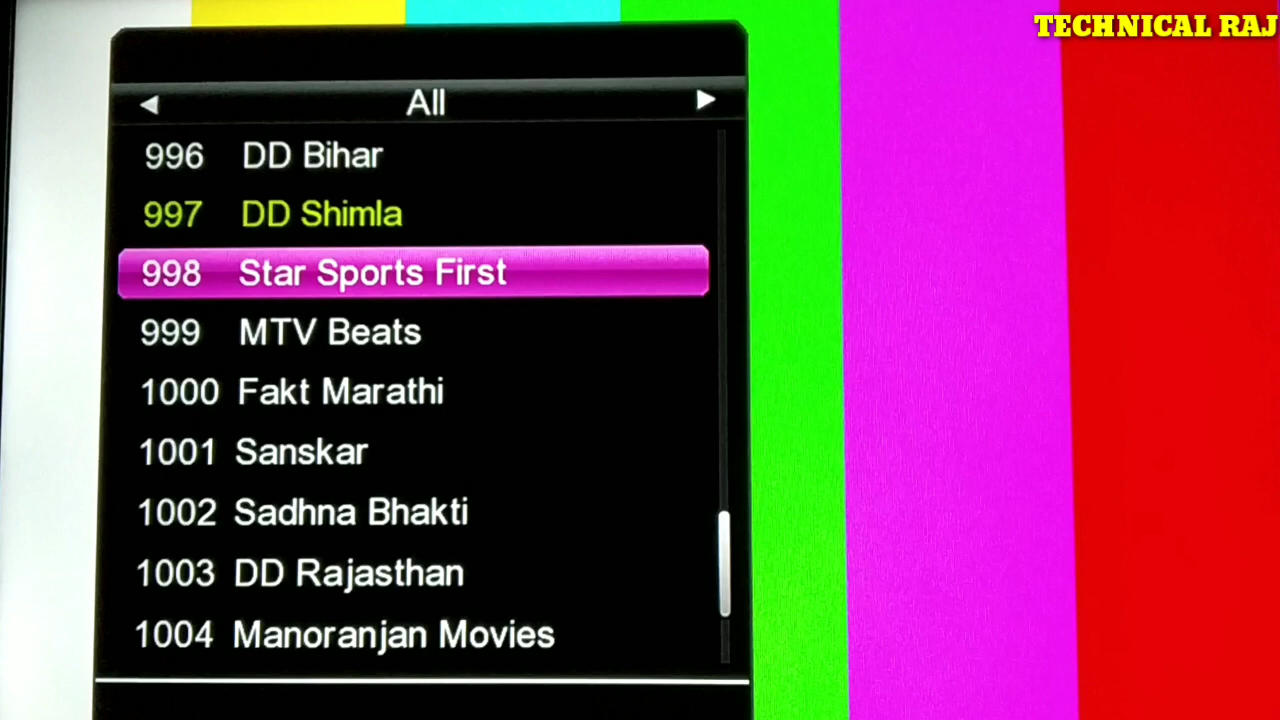 TECHNICAL RAJ
All
996 DD Bihar
997 DD Shimla
998 Star Sports First
999 MTV Beats
1000 Fakt Marathi
1001 Sanskar
1002 Sadhna Bhakti
1003 DD Rajasthan
1004 Manoranjan Movies